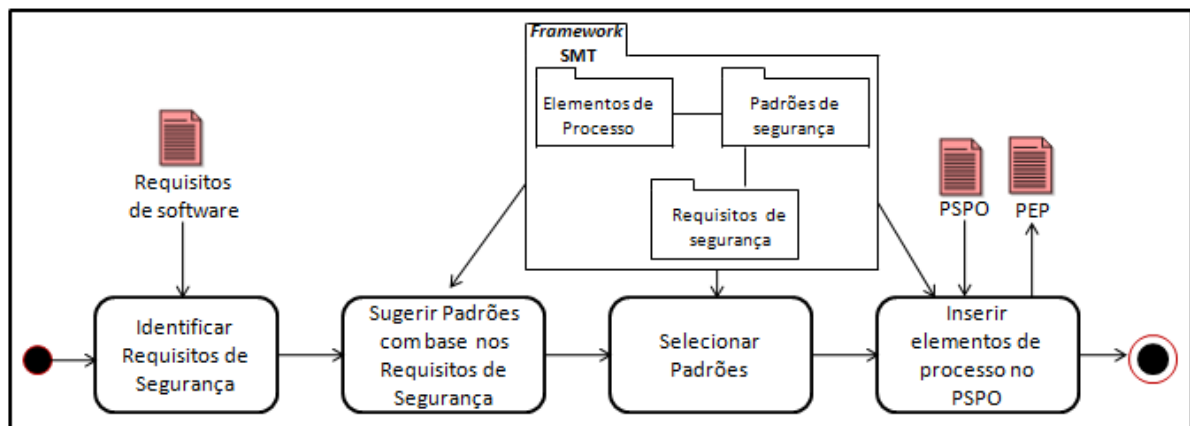 Framework
SMT
Elementos de
Processo
Padrões de
segurança
Requisitos de
segurança
Requisitos
de software
PSPO
PEP
Identificar
Requisitos de
Segurança
Sugerir Padrões
com base nos
Requisitos de
Segurança
Selecionar
Padrões
Inserir
elementos de
processo no
PSPO